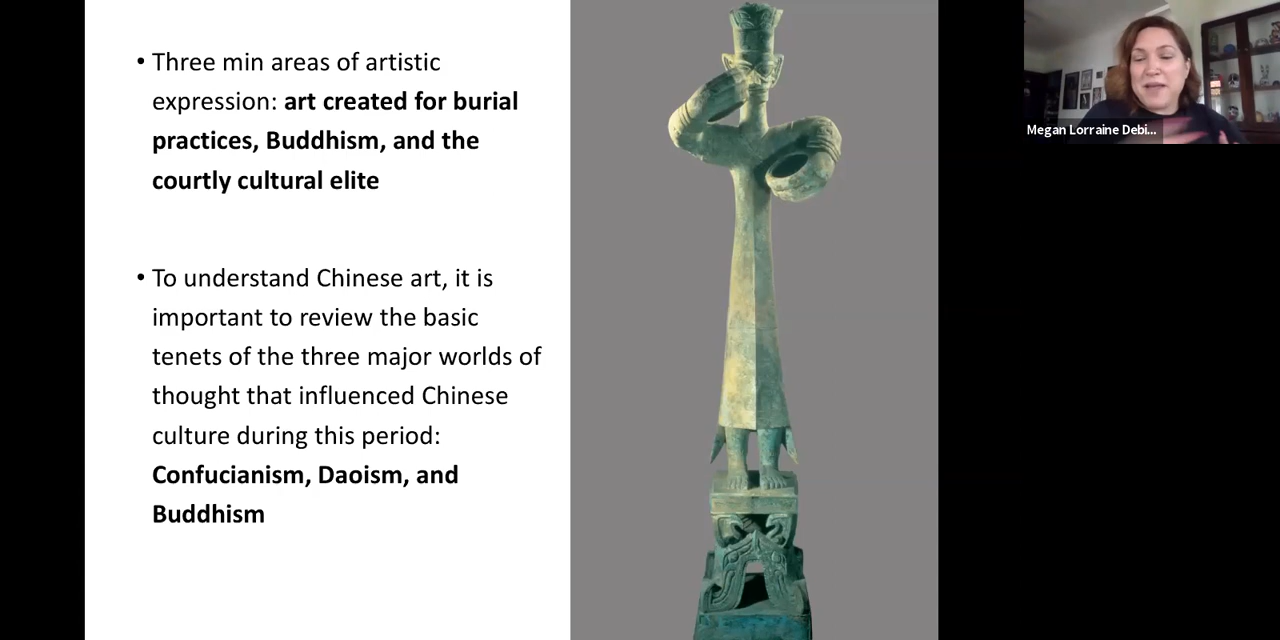 • Three min areas of artistic
expression: art created for burial
practices, Buddhism, and the
courtly cultural elite
• To understand Chinese art, it is
important to review the basic
tenets of the three major worlds of
thought that influenced Chinese
culture during this period:
Confucianism, Daoism, and
Buddhism
Megan Lorraine Debi...